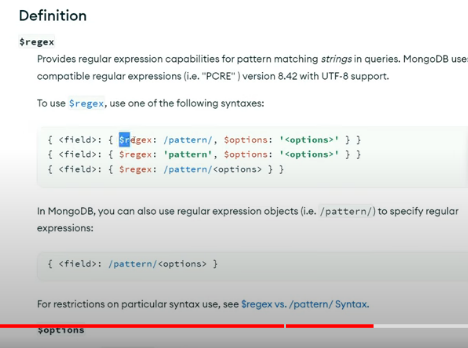 Definition
$regex
Provides regular expression capabilities for pattern matching strings in queries. MongoDB uses
compatible regular expressions (i.e. "PCRE" ) version 8.42 with UTF-8 support.
To use $regex, use one of the following syntaxes:
{ <field>: { $regex: /pattern/, $options: '<options>' } }
{ <field>: { $regex: 'pattern', $options: '<options>' } }
{ <field>: { $regex: /pattern/<options> } }
In MongoDB, you can also use regular expression objects (i.e. /pattern/) to specify regular
expressions:
{ <field>: /pattern/<options> }
For restrictions on particular syntax use, see $regex vs. /pattern/ Syntax.
$options